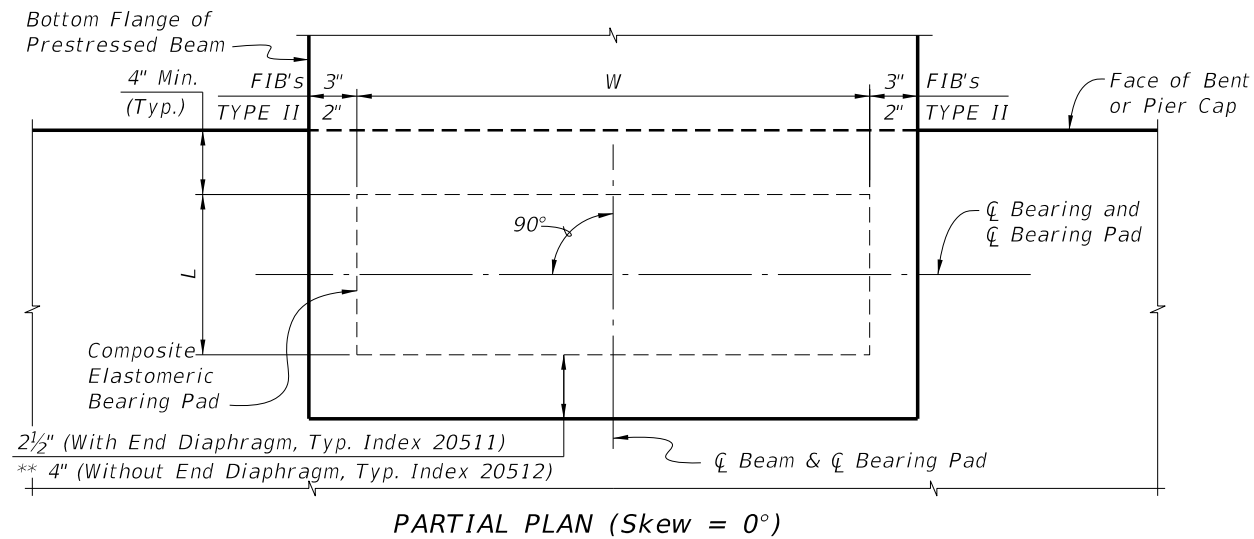 Bottom Flange of
Prestressed Beam
4" Min.
(Typ.)
FIB's 3"
TYPE II 2"
W
3" FIB's
2" TYPE II
Face of Bent
or Pier Cap
90°
℄ Bearing and
℄ Bearing Pad
L
Composite
Elastomeric
Bearing Pad
2½" (With End Diaphragm, Typ. Index 20511)
** 4" (Without End Diaphragm, Typ. Index 20512)
℄ Beam & ℄ Bearing Pad
PARTIAL PLAN (Skew = 0°)